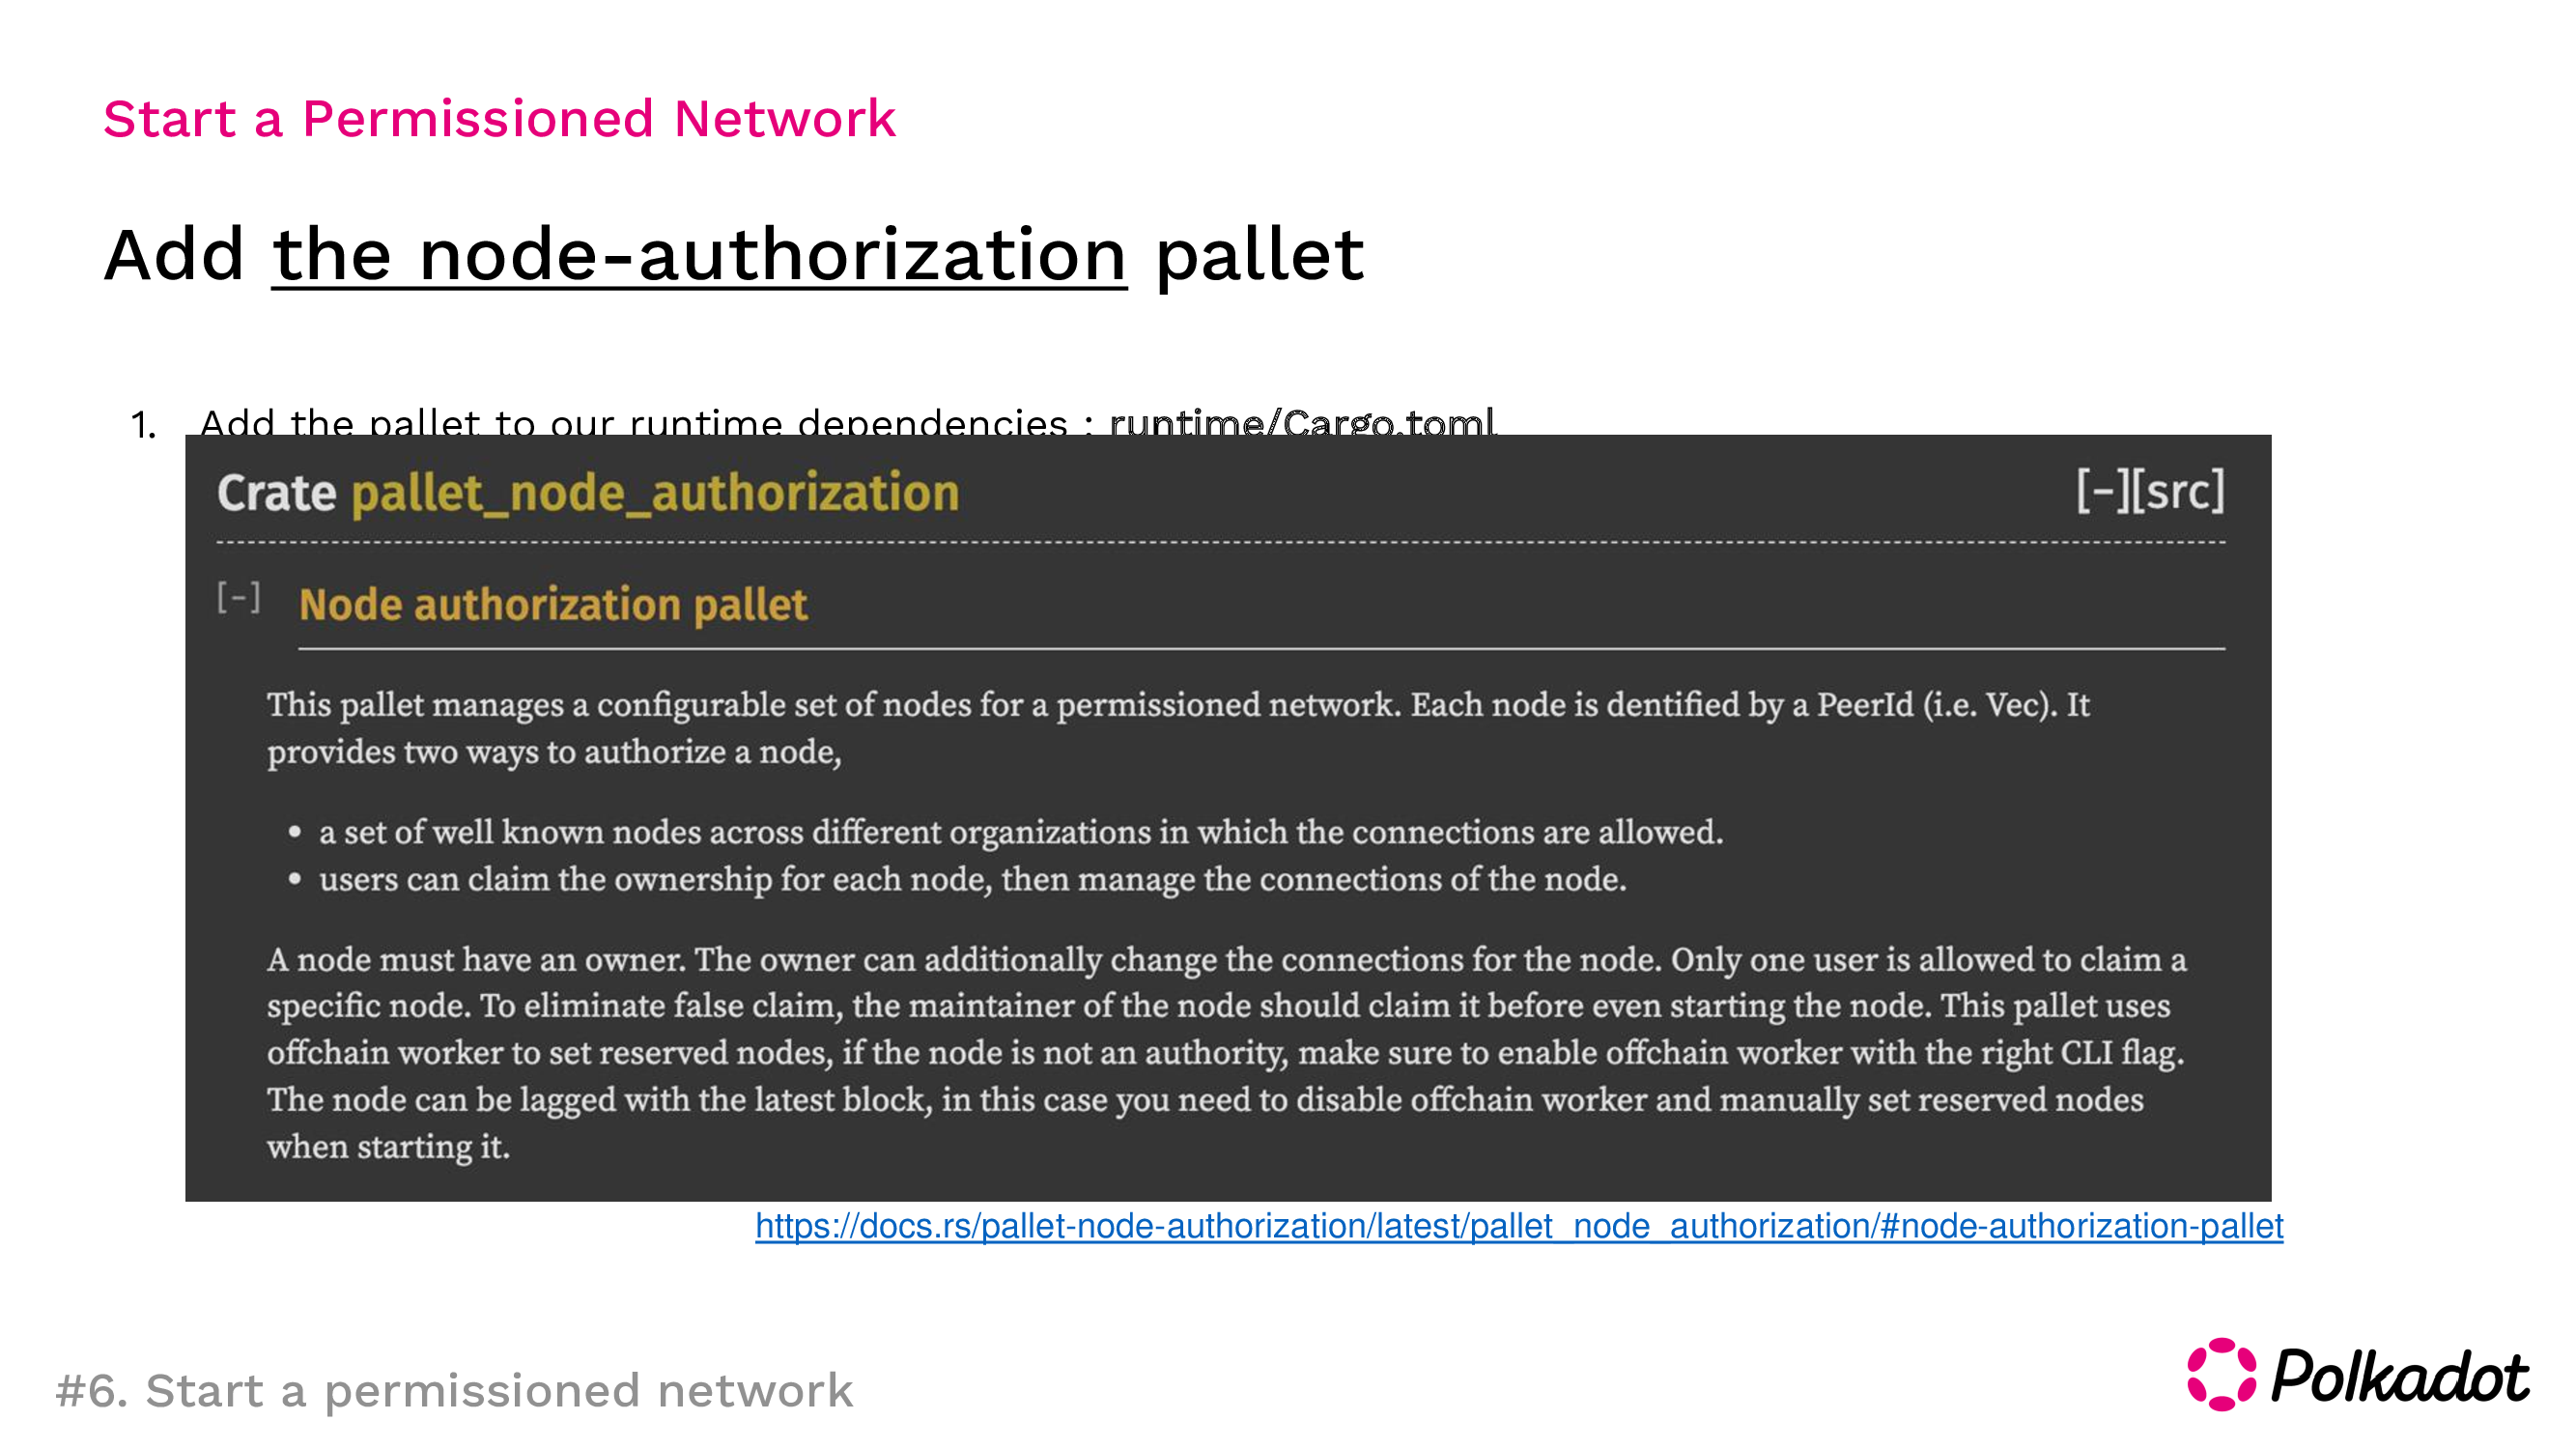 Start a Permissioned Network
Add the node-authorization pallet
1. Add the pallet to our runtime dependencies : runtime/Cargo.toml
Crate pallet_node_authorization [-][src]
[-] Node authorization pallet
This pallet manages a configurable set of nodes for a permissioned network. Each node is dentified by a PeerId (i.e. Vec). It
provides two ways to authorize a node,
• a set of well known nodes across different organizations in which the connections are allowed.
• users can claim the ownership for each node, then manage the connections of the node.
A node must have an owner. The owner can additionally change the connections for the node. Only one user is allowed to claim a
specific node. To eliminate false claim, the maintainer of the node should claim it before even starting the node. This pallet uses
offchain worker to set reserved nodes, if the node is not an authority, make sure to enable offchain worker with the right CLI flag.
The node can be lagged with the latest block, in this case you need to disable offchain worker and manually set reserved nodes
when starting it.
https://docs.rs/pallet-node-authorization/latest/pallet_node_authorization/#node-authorization-pallet
#6. Start a permissioned network
Polkadot